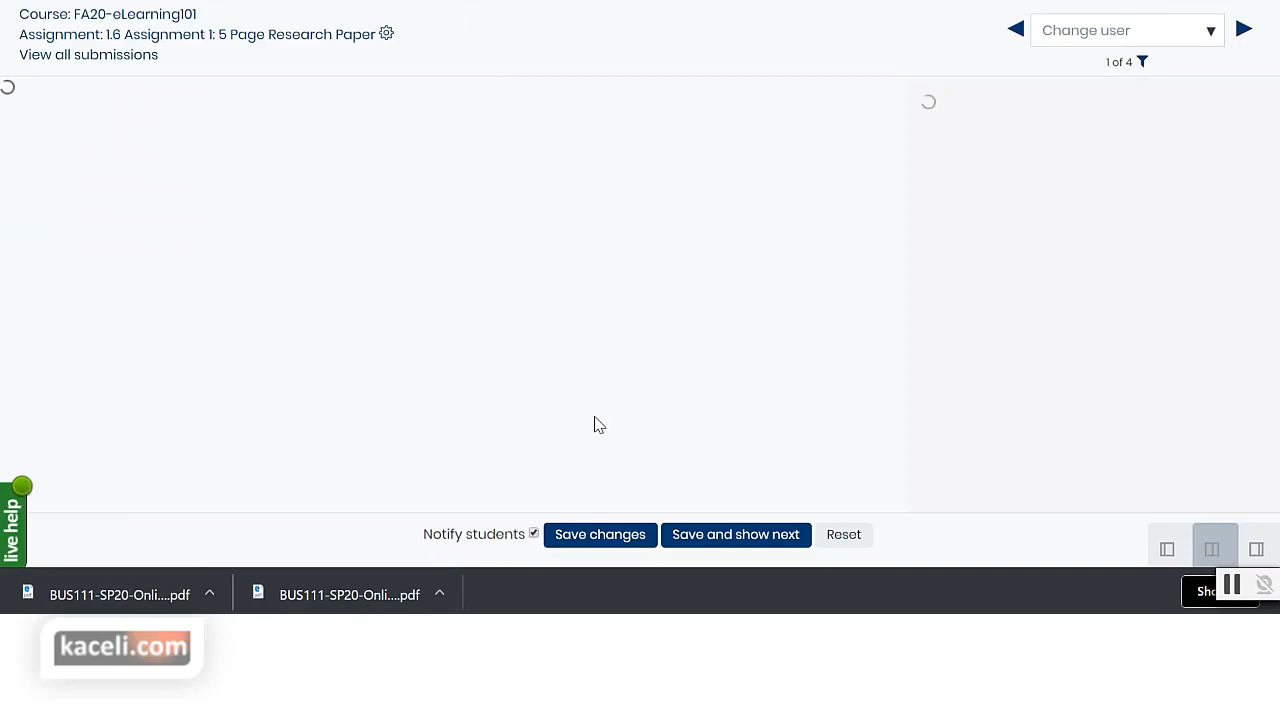 Course: FA20-eLearning101
Assignment: 1.6 Assignment 1: 5 Page Research Paper
View all submissions
Change user
1 of 4
live help
Notify students
Save changes
Save and show next
Reset
BUS111-SP20-Onli....pdf
BUS111-SP20-Onli....pdf
kaceli.com